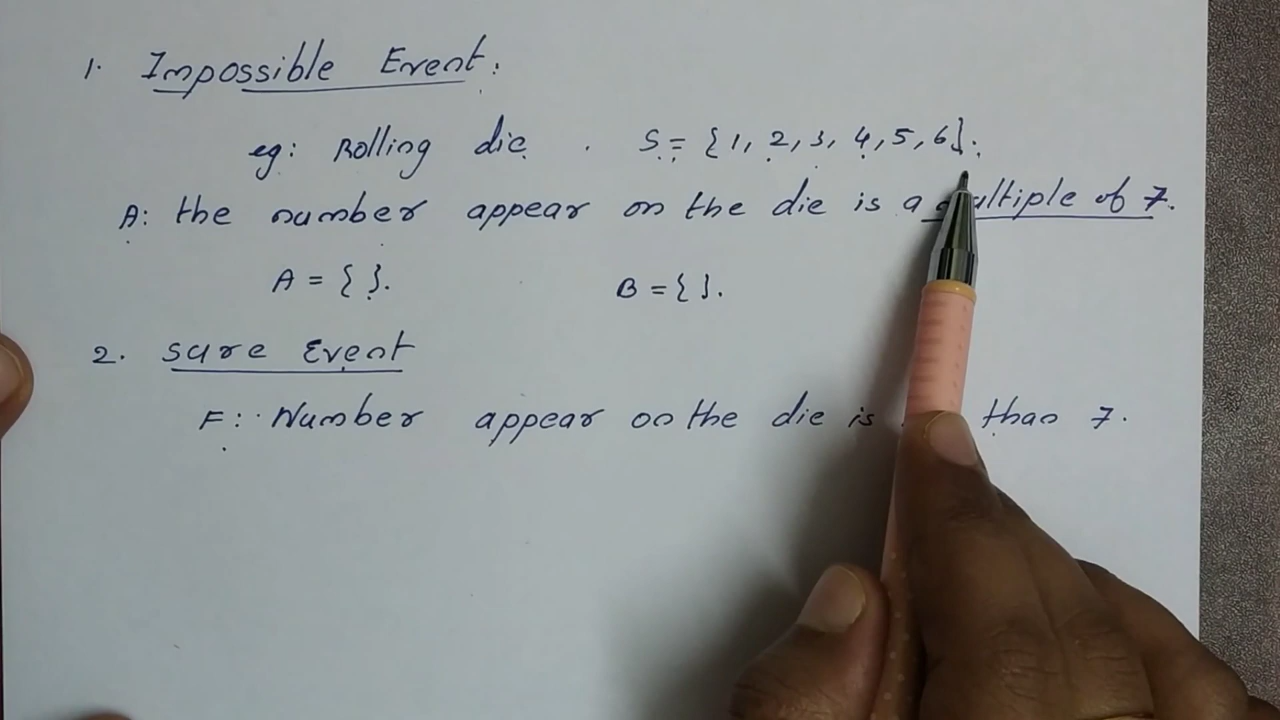 1. Impossible Event:
eg: Rolling die. S = {1, 2, 3, 4, 5, 6}.
A: the number appear on the die is a multiple of 7.
A = { }. B = { }.
2. Sure Event
F: Number appear on the die is than 7.